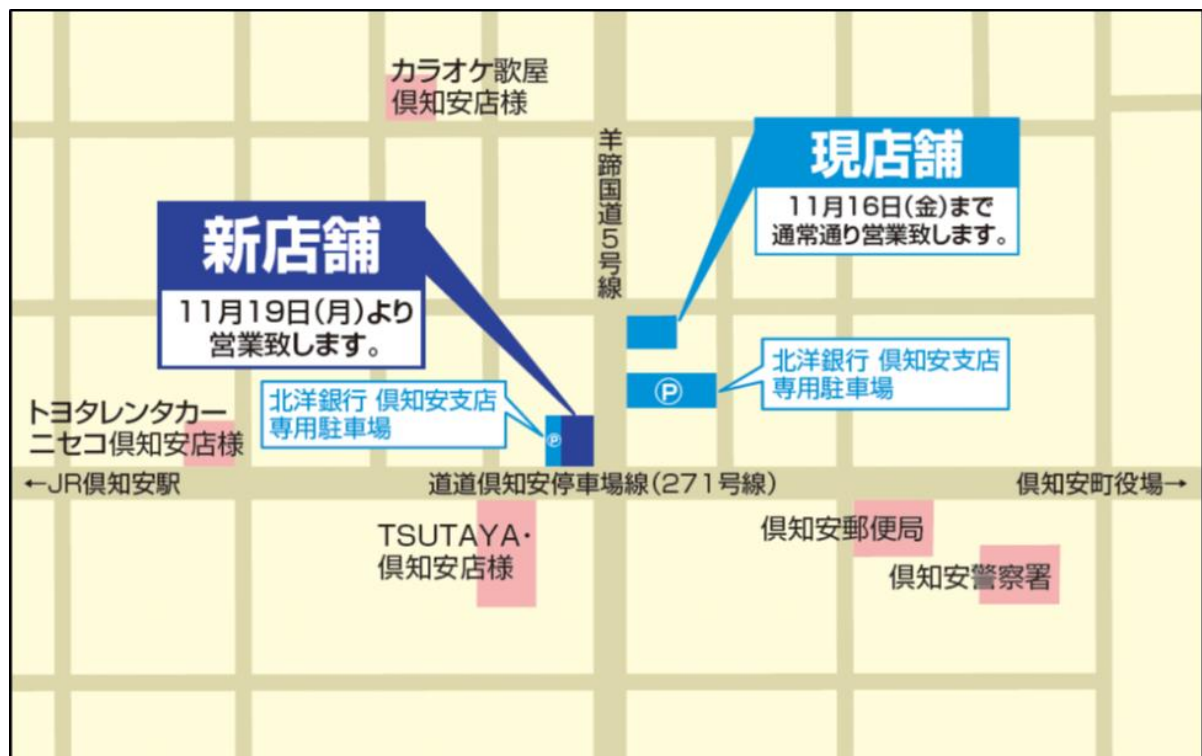 カラオケ歌屋
倶知安店様
羊蹄国道5号線
現店舗
11月16日(金)まで
通常通り営業致します。
新店舗
11月19日(月)より
営業致します。
北洋銀行 倶知安支店
専用駐車場
P
北洋銀行 倶知安支店
専用駐車場
P
トヨタレンタカー
ニセコ倶知安店様
←JR倶知安駅
道道倶知安停車場線(271号線)
倶知安町役場→
TSUTAYA・
倶知安店様
倶知安郵便局
倶知安警察署